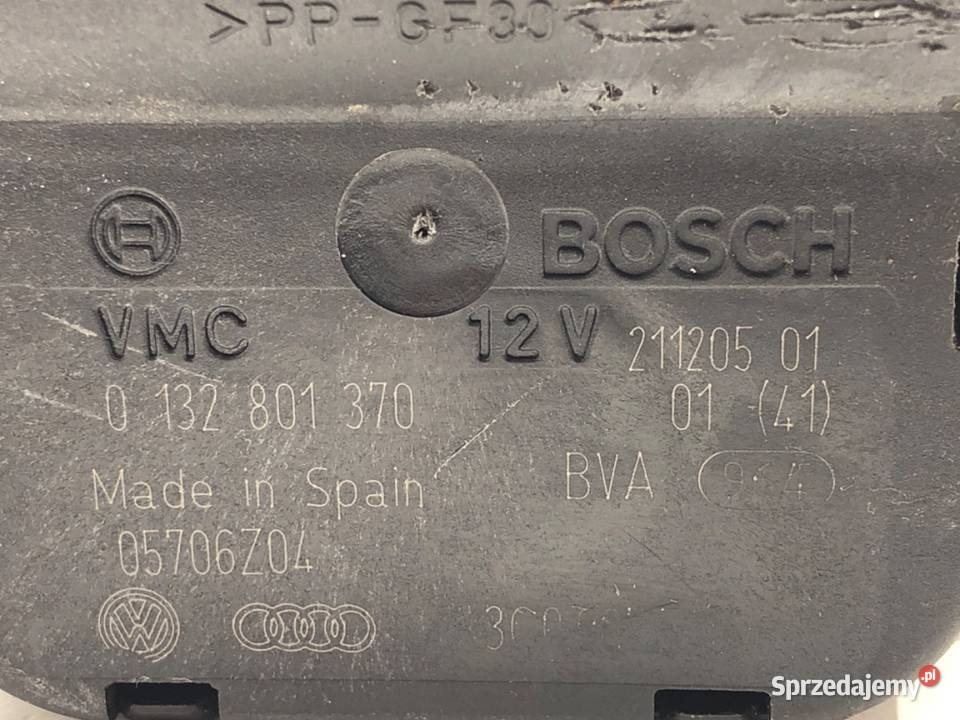 >PP-GF30<
H BOSCH
VMC 12V 211205 01
0 132 801 370 01 (41)
Made in Spain BVA
05706Z04
Sprzedajemy.pl